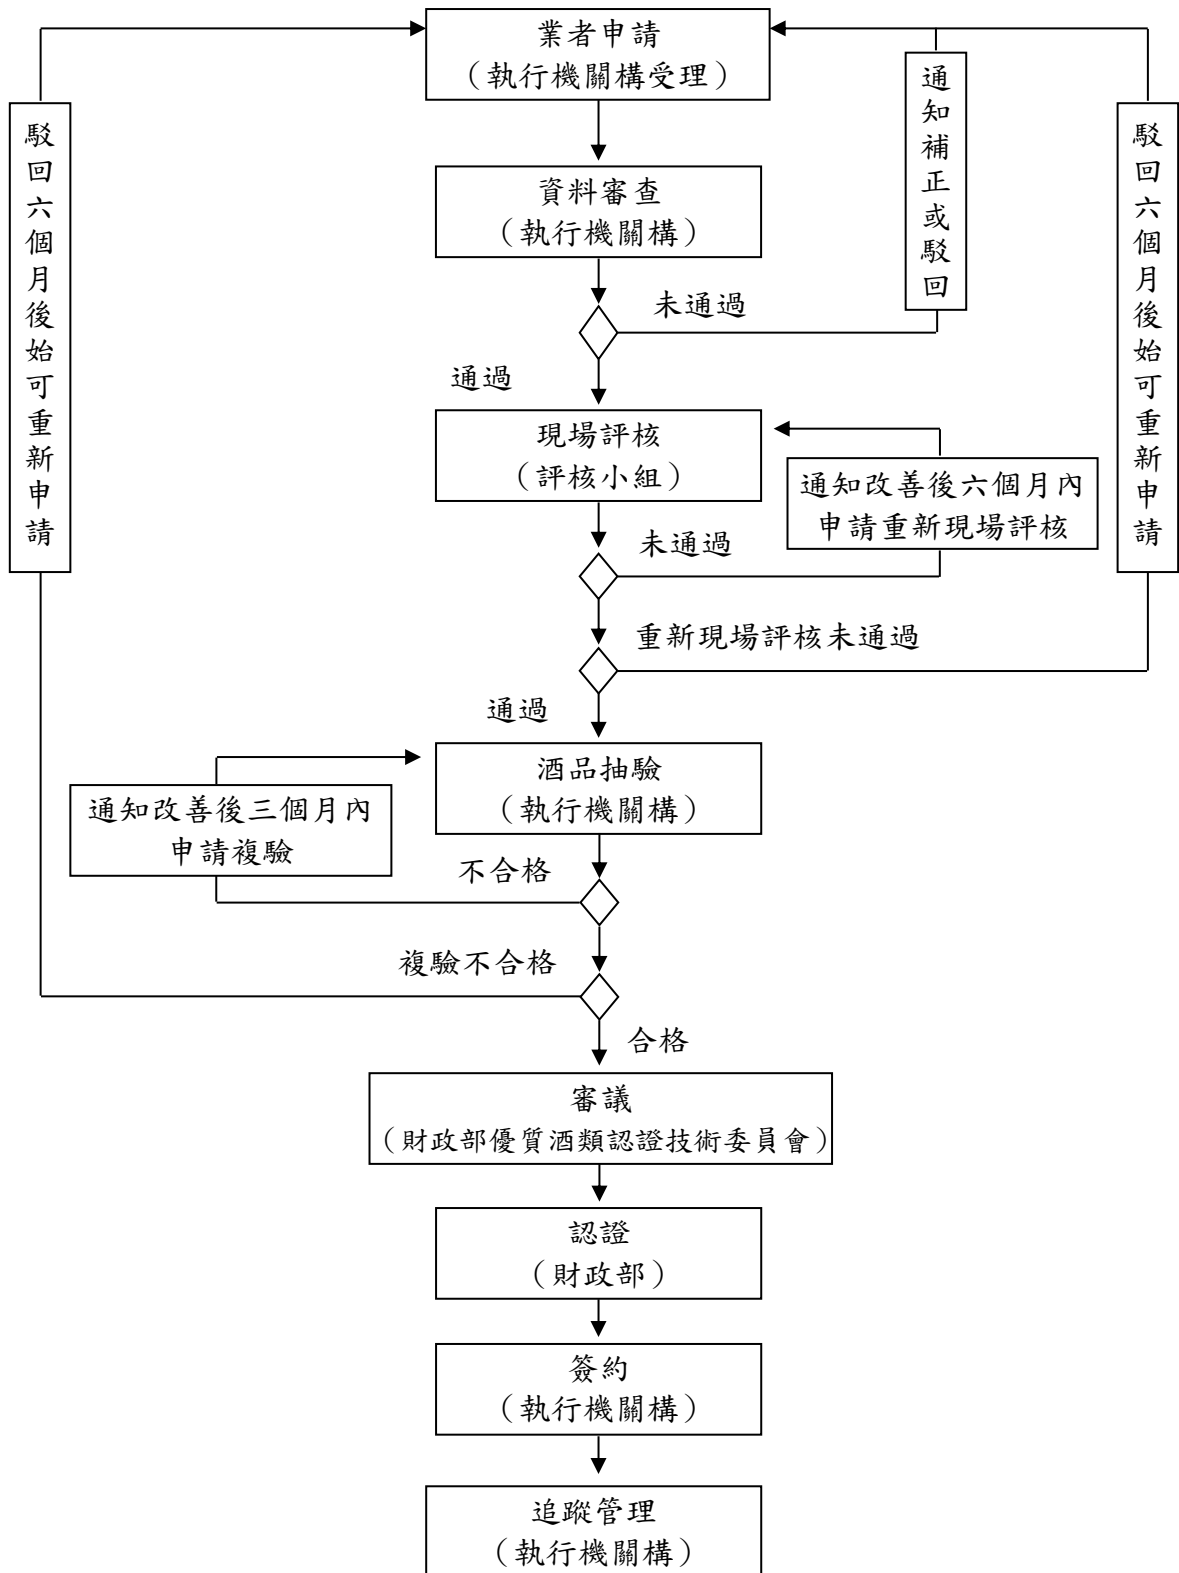 業者申請
（執行機關構受理）
通知補正或駁回
駁回六個月後始可重新申請
駁回六個月後始可重新申請
資料審查
（執行機關構）
未通過
通過
現場評核
（評核小組）
通知改善後六個月內
申請重新現場評核
未通過
重新現場評核未通過
通過
酒品抽驗
（執行機關構）
通知改善後三個月內
申請複驗
不合格
複驗不合格
合格
審議
（財政部優質酒類認證技術委員會）
認證
（財政部）
簽約
（執行機關構）
追蹤管理
（執行機關構）